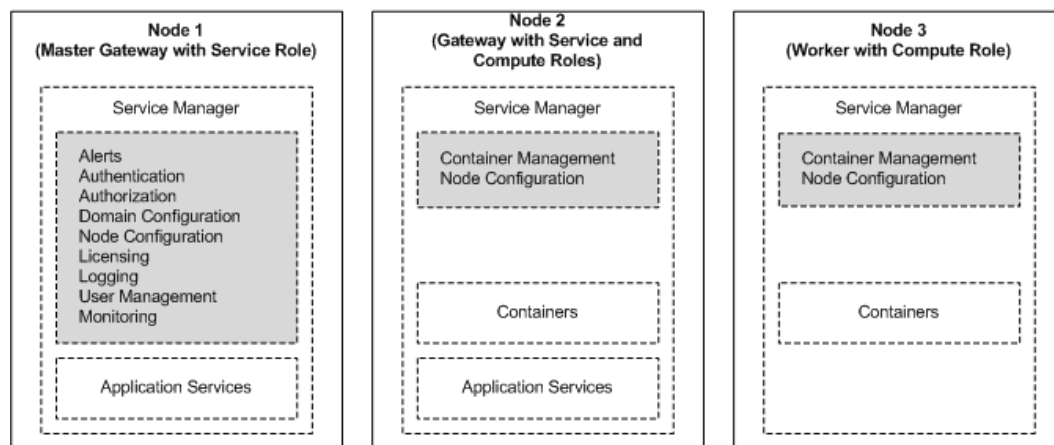 Node 1
(Master Gateway with Service Role)
Service Manager
Alerts
Authentication
Authorization
Domain Configuration
Node Configuration
Licensing
Logging
User Management
Monitoring
Application Services
Node 2
(Gateway with Service and
Compute Roles)
Service Manager
Container Management
Node Configuration
Containers
Application Services
Node 3
(Worker with Compute Role)
Service Manager
Container Management
Node Configuration
Containers